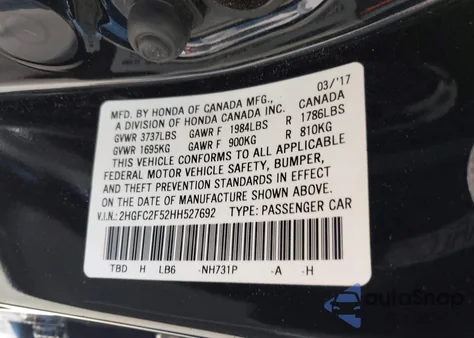 03/'17
MFD. BY HONDA OF CANADA MFG., CANADA
A DIVISION OF HONDA CANADA INC.
GVWR 3737LBS GAWR F 1984LBS R 1786LBS
GVWR 1695KG GAWR F 900KG R 810KG
THIS VEHICLE CONFORMS TO ALL APPLICABLE
FEDERAL MOTOR VEHICLE SAFETY, BUMPER,
AND THEFT PREVENTION STANDARDS IN EFFECT
ON THE DATE OF MANUFACTURE SHOWN ABOVE.
V.I.N.: 2HGFC2F52HH527692 TYPE: PASSENGER CAR
TBD H LB6 -NH731P -A -H
autoSnap